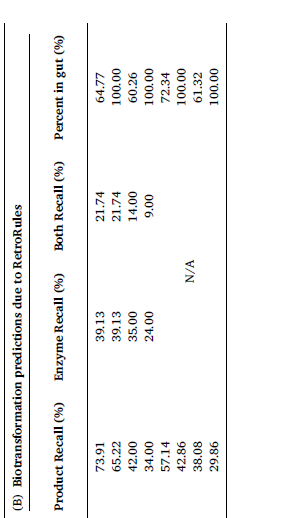 (B) Biotransformation predictions due to RetroRules
Product Recall (%) Enzyme Recall (%) Both Recall (%) Percent in gut (%)
73.91 39.13 21.74 64.77
65.22 39.13 21.74 100.00
42.00 35.00 14.00 60.26
34.00 24.00 9.00 100.00
57.14 72.34
42.86 100.00
N/A
38.08 61.32
29.86 100.00